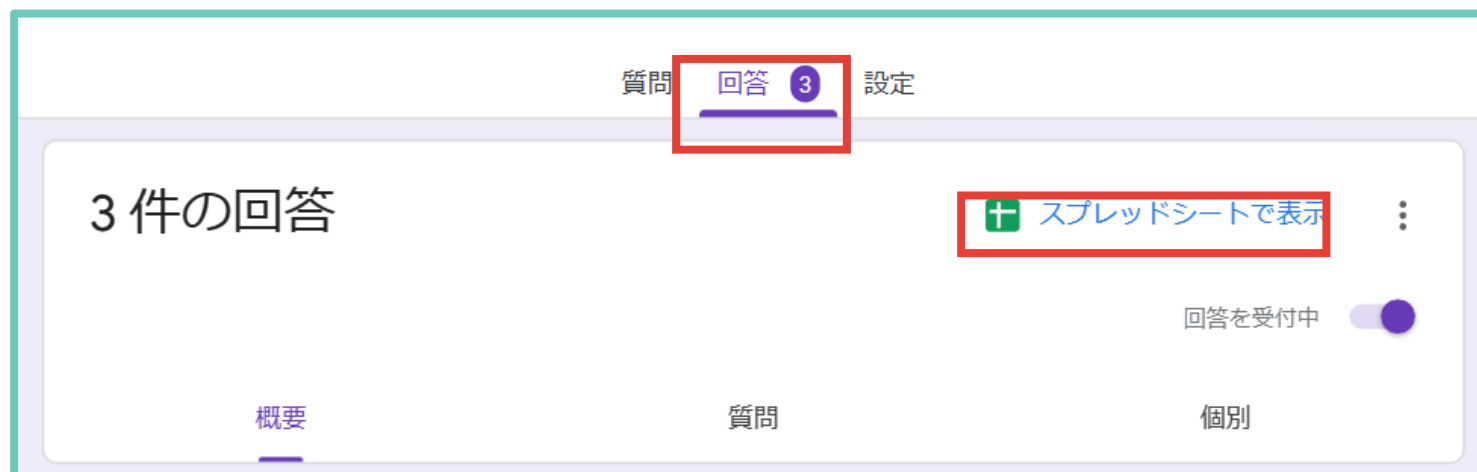 質問 回答 3 設定
3 件の回答
スプレッドシートで表示
回答を受付中
概要 質問 個別